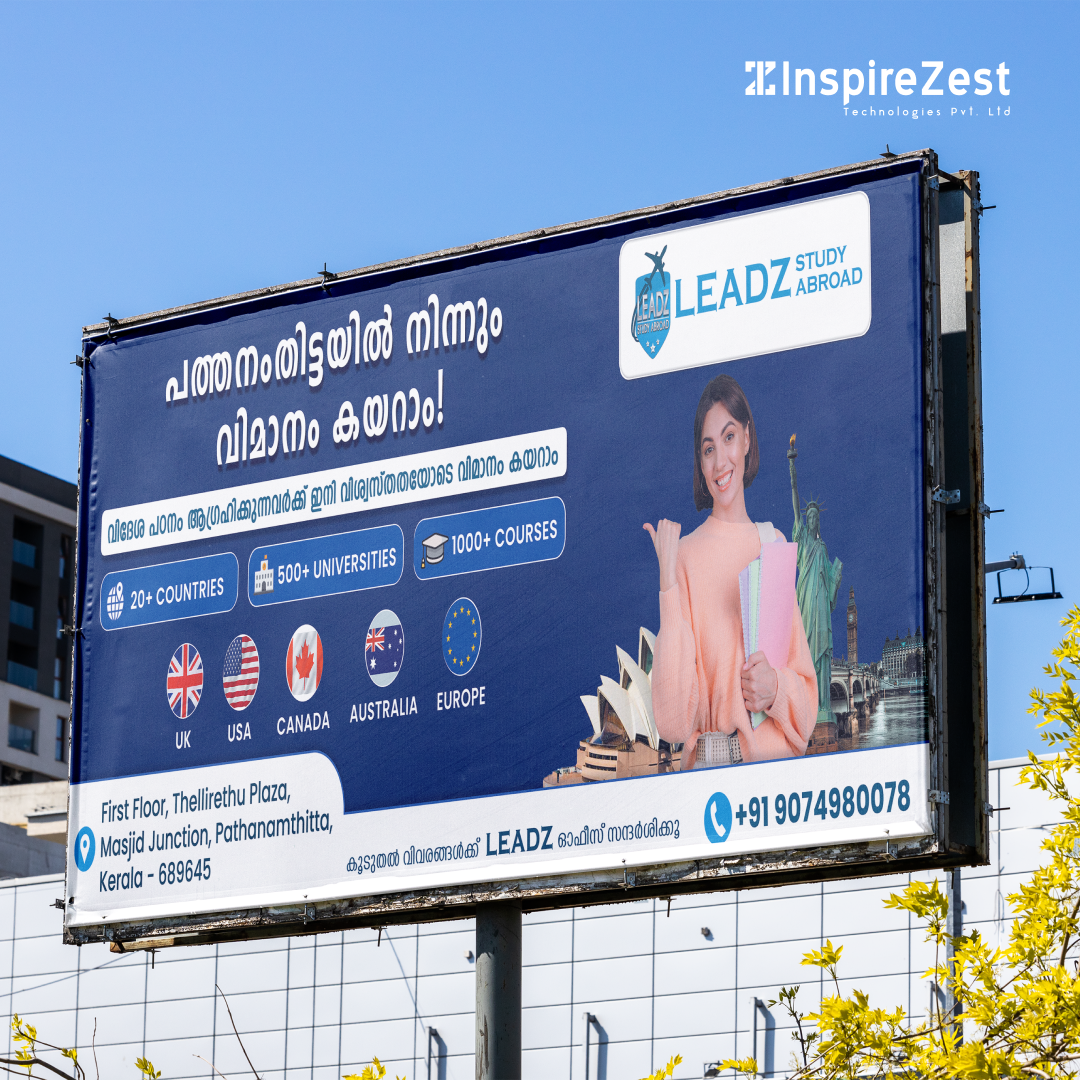 InspireZest
Technologies Pvt. Ltd
LEADZ
STUDY ABROAD
LEADZ STUDY
ABROAD
പത്തനംതിട്ടയിൽ നിന്നും
വിമാനം കയറാം!
വിദേശ പഠനം ആഗ്രഹിക്കുന്നവർക്ക് ഇനി വിശ്വസ്തതയോടെ വിമാനം കയറാം
20+ COUNTRIES
500+ UNIVERSITIES
1000+ COURSES
UK
USA
CANADA
AUSTRALIA
EUROPE
First Floor, Thellirethu Plaza,
Masjid Junction, Pathanamthitta,
Kerala - 689645
കൂടുതൽ വിവരങ്ങൾക്ക് LEADZ ഓഫീസ് സന്ദർശിക്കൂ
+91 9074980078